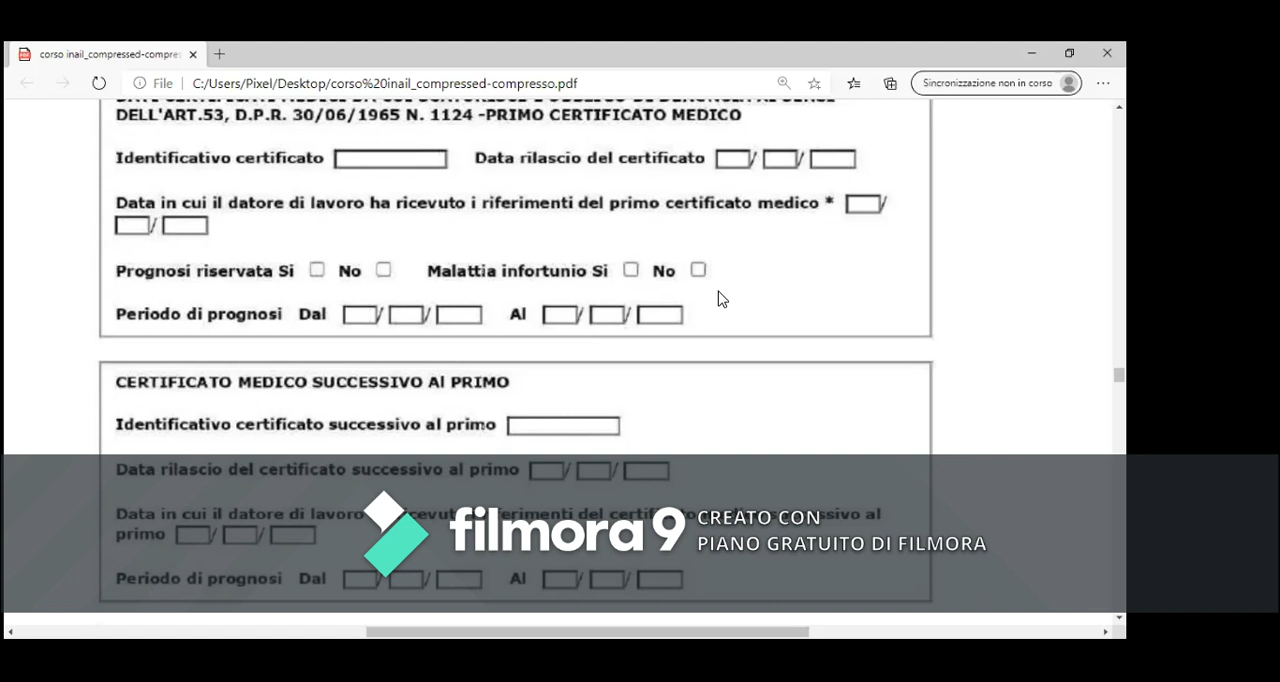 corso inail_compressed-compre
File C:/Users/Pixel/Desktop/corso%20inail_compressed-compresso.pdf Sincronizzazione non in corso
DELL'ART.53, D.P.R. 30/06/1965 N. 1124 -PRIMO CERTIFICATO MEDICO
Identificativo certificato Data rilascio del certificato / /
Data in cui il datore di lavoro ha ricevuto i riferimenti del primo certificato medico * /
/
Prognosi riservata Si No Malattia infortunio Si No
Periodo di prognosi Dal / / Al / /
CERTIFICATO MEDICO SUCCESSIVO Al PRIMO
Identificativo certificato successivo al primo
Data rilascio del certificato successivo al primo / /
Data in cui il datore di lavoro successivo al
primo / /
Periodo di prognosi Dal / / Al / /
filmora 9 CREATO CON
PIANO GRATUITO DI FILMORA